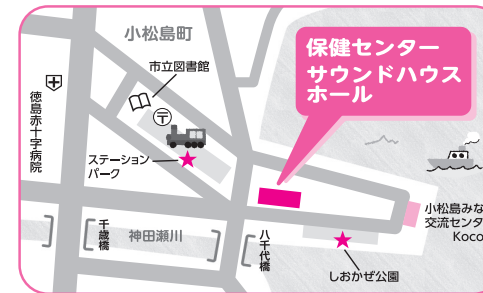 小松島町
市立図書館
保健センター
サウンドハウス
ホール
徳島赤十字病院
ステーション
パーク
千歳橋
神田瀬川
八千代橋
しおかぜ公園
小松島みな
交流センタ
Koco